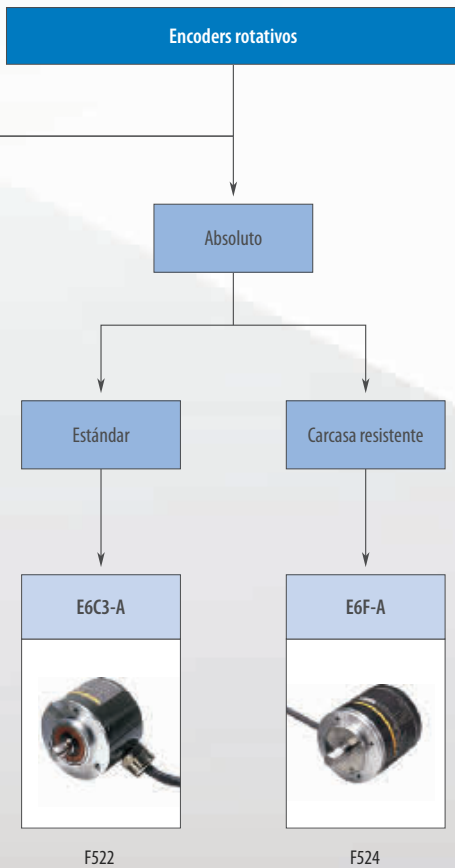 Encoders rotativos
Absoluto
Estándar
Carcasa resistente
E6C3-A
E6F-A
F522
F524